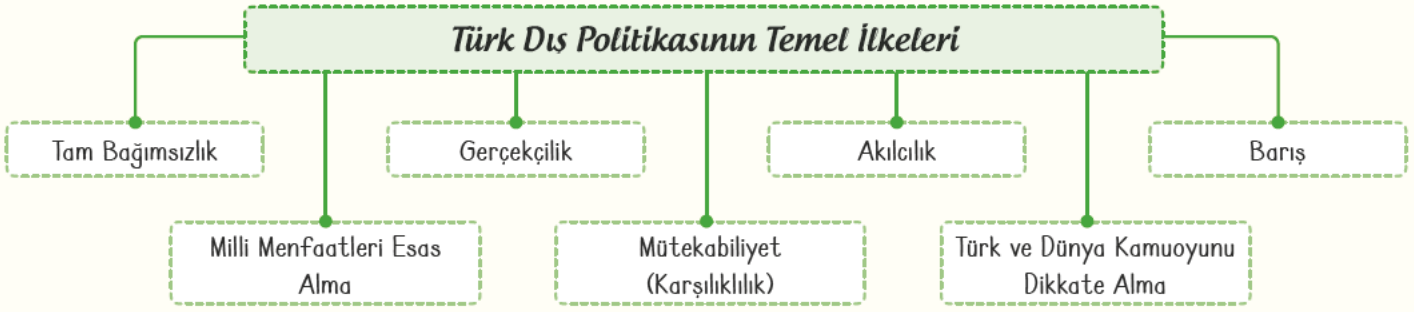 Türk Dış Politikasının Temel İlkeleri
Tam Bağımsızlık
Gerçekçilik
Akılcılık
Barış
Milli Menfaatleri Esas
Alma
Mütekabiliyet
(Karşılıklılık)
Türk ve Dünya Kamuoyunu
Dikkate Alma